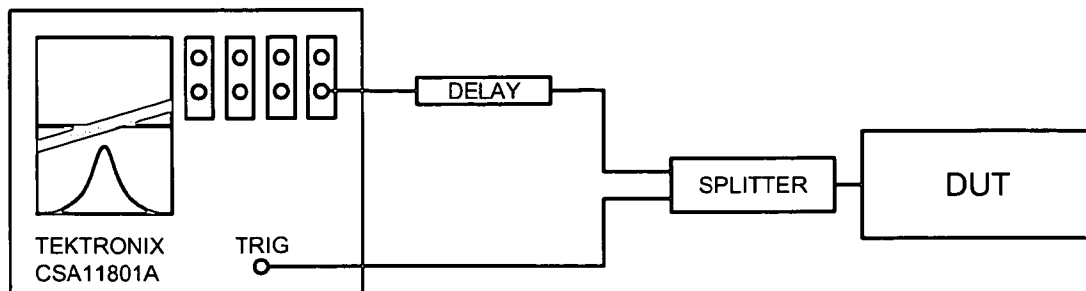 DELAY
SPLITTER
DUT
TRIG
TEKTRONIX
CSA11801A